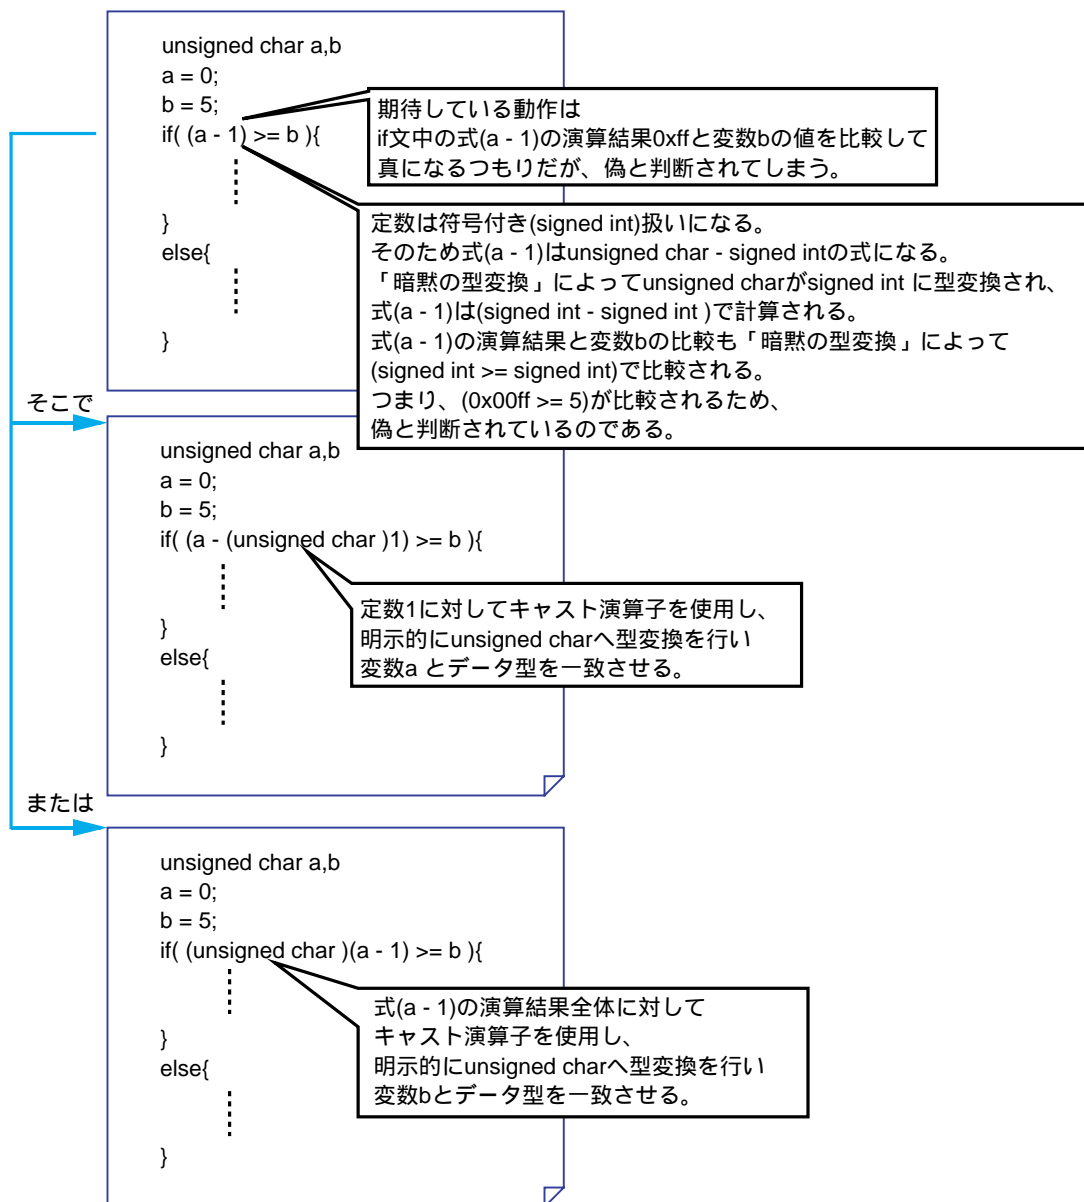 unsigned char a,b
a = 0;
b = 5;
if( (a - 1) >= b ){
}
else{
}
期待している動作は
if文中の式(a - 1)の演算結果0xffと変数bの値を比較して
真になるつもりだが、偽と判断されてしまう。
定数は符号付き(signed int)扱いになる。
そのため式(a - 1)はunsigned char - signed intの式になる。
「暗黙の型変換」によってunsigned charがsigned int に型変換され、
式(a - 1)は(signed int - signed int )で計算される。
式(a - 1)の演算結果と変数bの比較も「暗黙の型変換」によって
(signed int >= signed int)で比較される。
つまり、(0x00ff >= 5)が比較されるため、
偽と判断されているのである。
そこで
unsigned char a,b
a = 0;
b = 5;
if( (a - (unsigned char )1) >= b ){
}
else{
}
定数1に対してキャスト演算子を使用し、
明示的にunsigned charへ型変換を行い
変数a とデータ型を一致させる。
または
unsigned char a,b
a = 0;
b = 5;
if( (unsigned char )(a - 1) >= b ){
}
else{
}
式(a - 1)の演算結果全体に対して
キャスト演算子を使用し、
明示的にunsigned charへ型変換を行い
変数bとデータ型を一致させる。